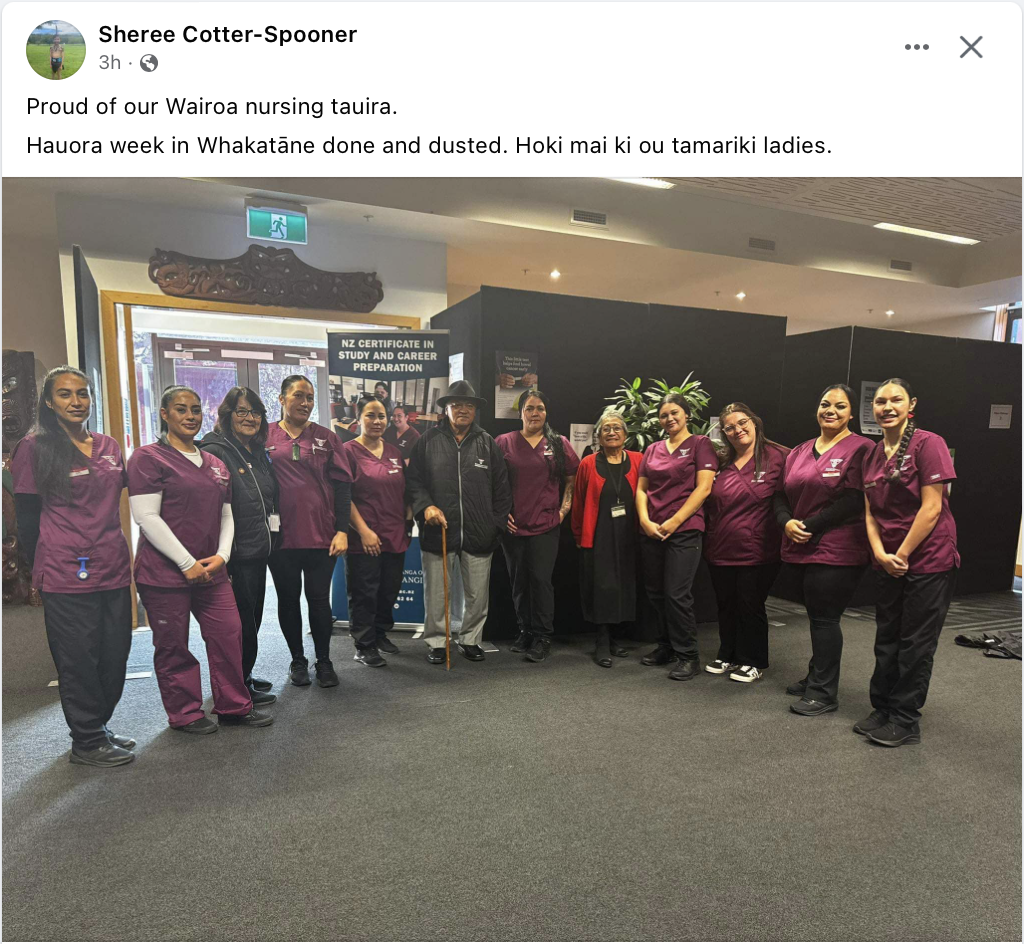 Sheree Cotter-Spooner
3h ·
Proud of our Wairoa nursing tauira.
Hauora week in Whakatāne done and dusted. Hoki mai ki ou tamariki ladies.
NZ CERTIFICATE IN
STUDY AND CAREER
PREPARATION